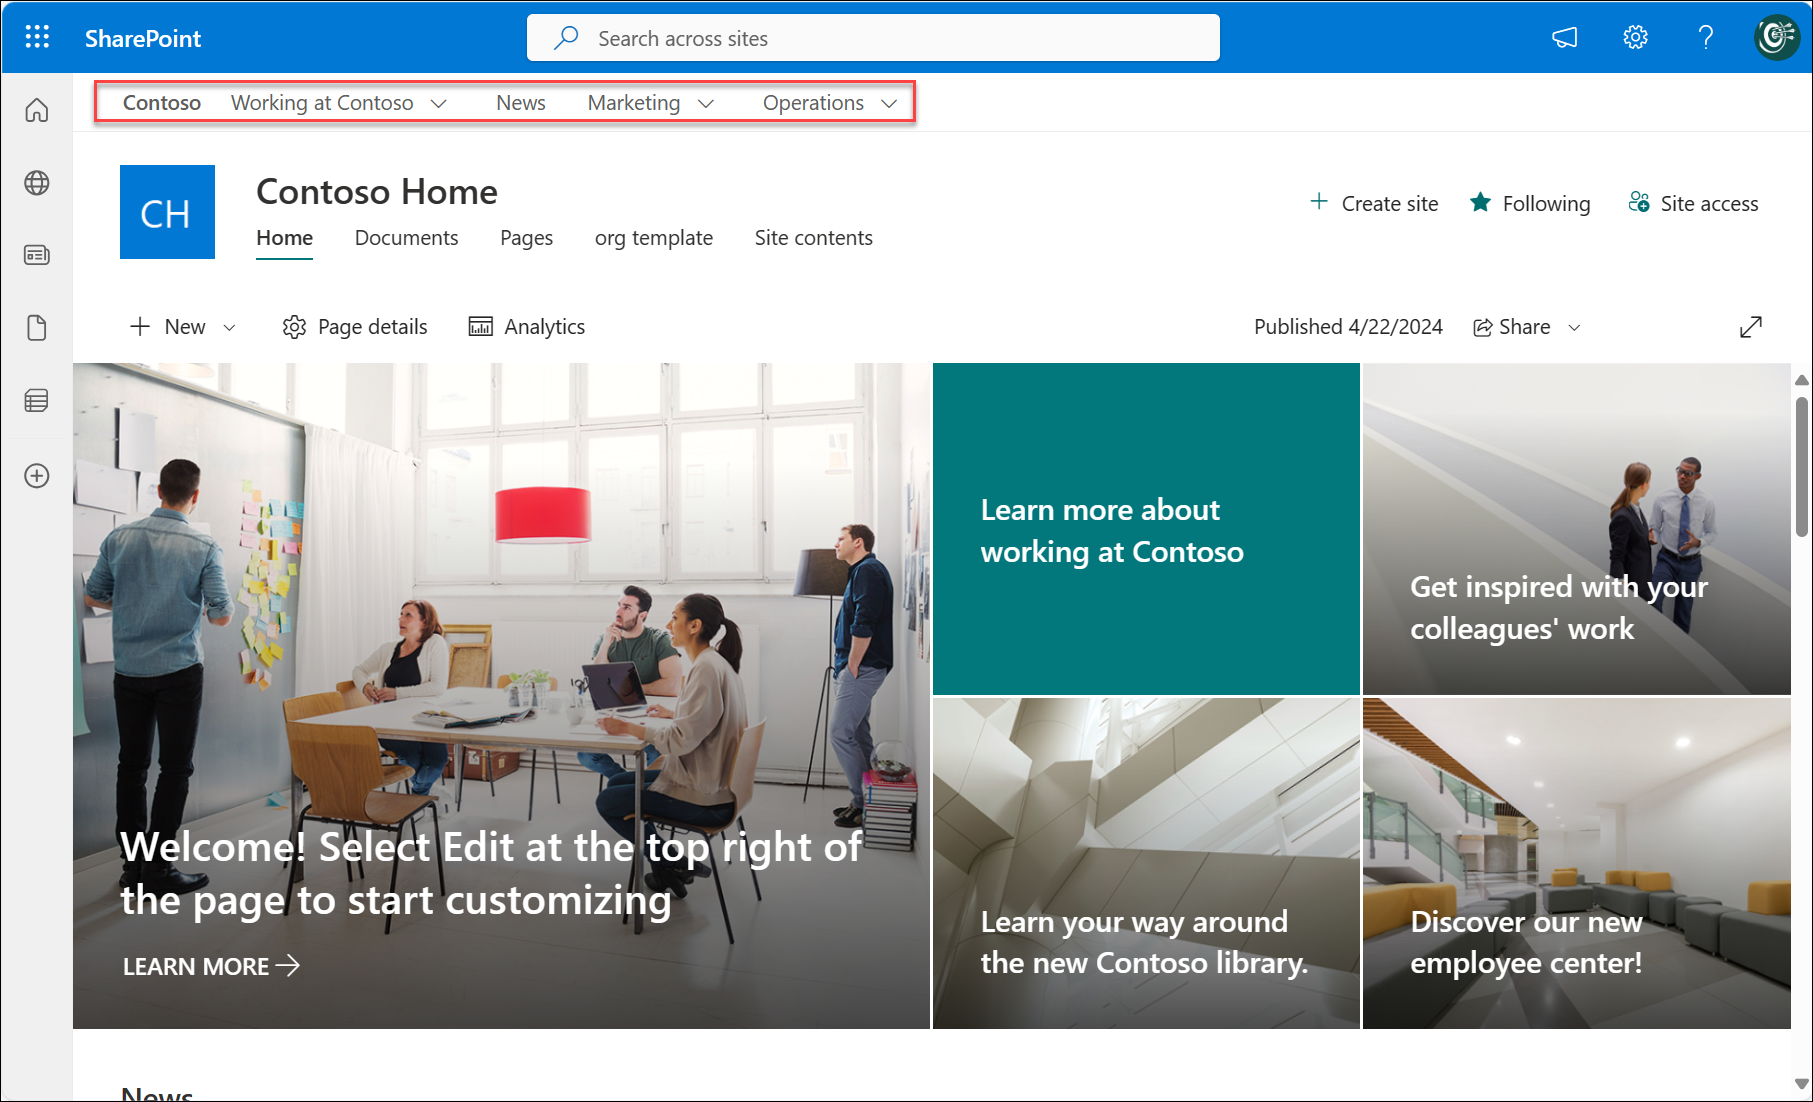 SharePoint
Search across sites
Contoso Working at Contoso News Marketing Operations
CH
Contoso Home
Home Documents Pages org template Site contents
Create site Following Site access
New Page details Analytics
Published 4/22/2024 Share
Welcome! Select Edit at the top right of
the page to start customizing
LEARN MORE
Learn more about
working at Contoso
Get inspired with your
colleagues' work
Learn your way around
the new Contoso library.
Discover our new
employee center!
News